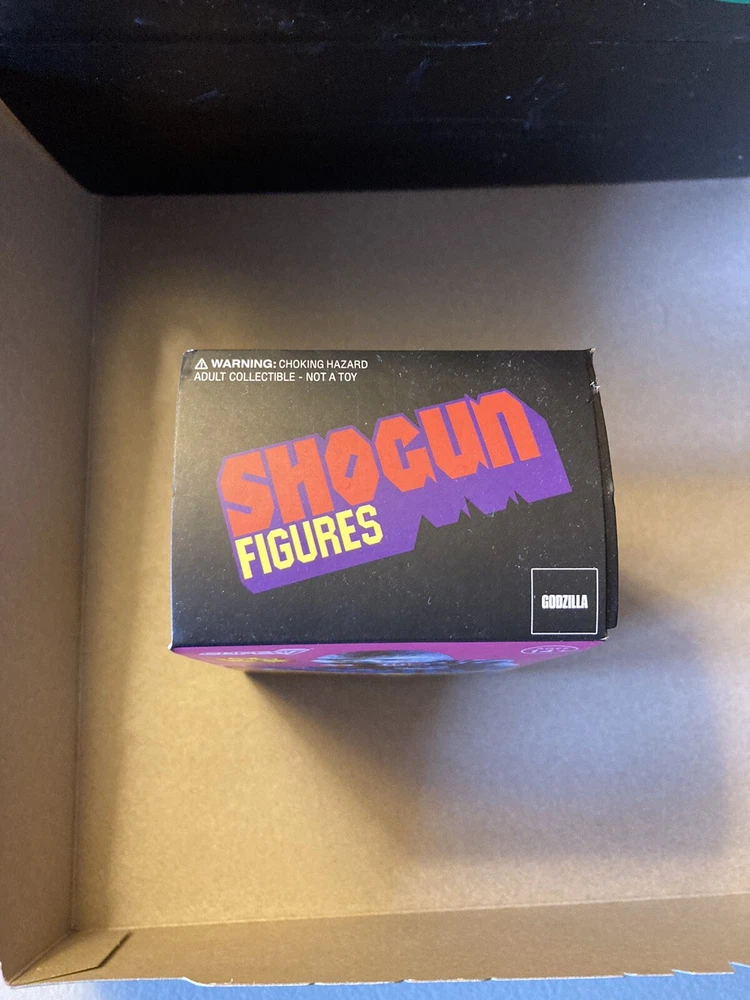 ⚠ WARNING: CHOKING HAZARD
ADULT COLLECTIBLE - NOT A TOY
SHOGUN
FIGURES
GODZILLA